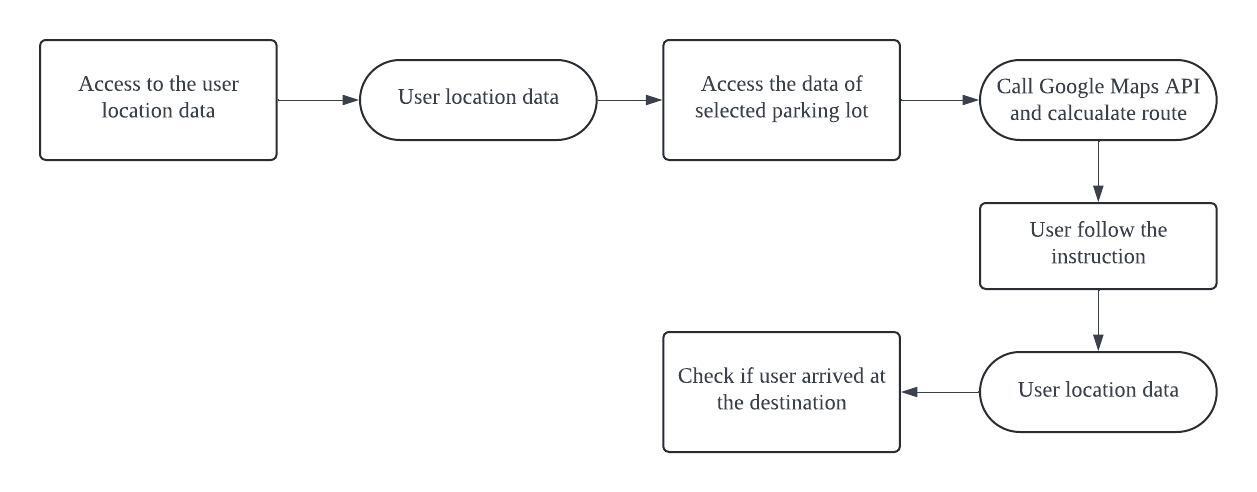 Access to the user
location data
User location data
Access the data of
selected parking lot
Call Google Maps API
and calcualate route
User follow the
instruction
User location data
Check if user arrived at
the destination